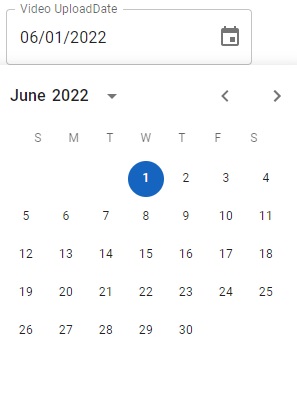 Video UploadDate
06/01/2022
June 2022
S M T W T F S
1 2 3 4
5 6 7 8 9 10 11
12 13 14 15 16 17 18
19 20 21 22 23 24 25
26 27 28 29 30